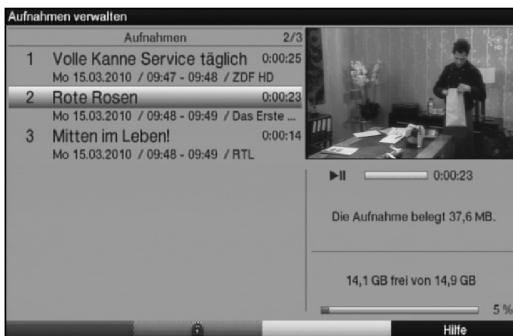 Aufnahmen verwalten
Aufnahmen 2/3
1 Volle Kanne Service täglich 0:00:25
Mo 15.03.2010 / 09:47 - 09:48 / ZDF HD
2 Rote Rosen 0:00:23
Mo 15.03.2010 / 09:48 - 09:49 / Das Erste ...
3 Mitten im Leben! 0:00:14
Mo 15.03.2010 / 09:48 - 09:49 / RTL
0:00:23
Die Aufnahme belegt 37,6 MB.
14,1 GB frei von 14,9 GB
5 %
Hilfe